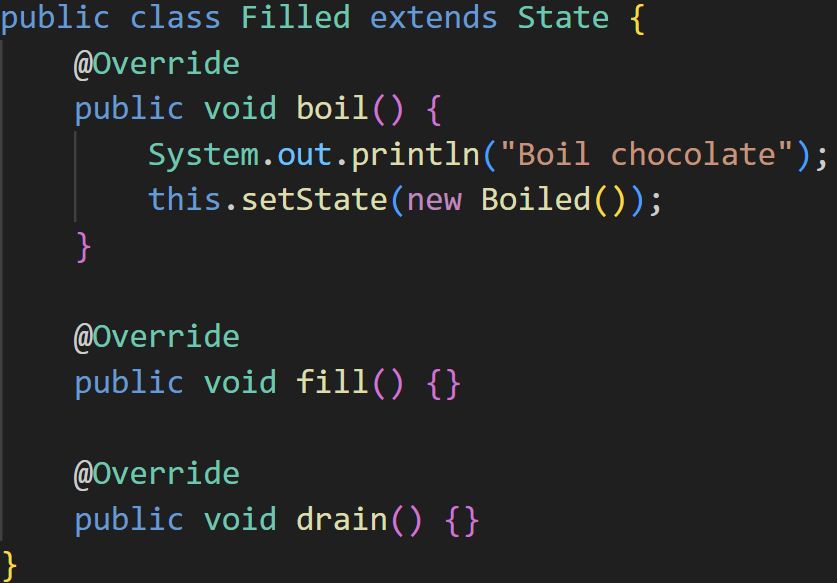 public class Filled extends State {
    @Override
    public void boil() {
        System.out.println("Boil chocolate");
        this.setState(new Boiled());
    }

    @Override
    public void fill() {}

    @Override
    public void drain() {}
}